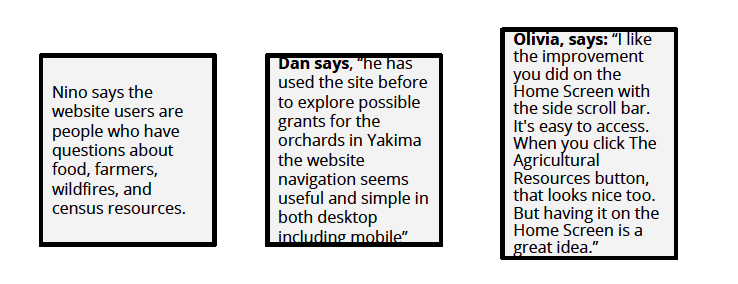 Nino says the
website users are
people who have
questions about
food, farmers,
wildfires, and
census resources.
Dan says, “he has
used the site before
to explore possible
grants for the
orchards in Yakima
the website
navigation seems
useful and simple in
both desktop
including mobile”
Olivia, says: “I like
the improvement
you did on the
Home Screen with
the side scroll bar.
It's easy to access.
When you click The
Agricultural
Resources button,
that looks nice too.
But having it on the
Home Screen is a
great idea.”